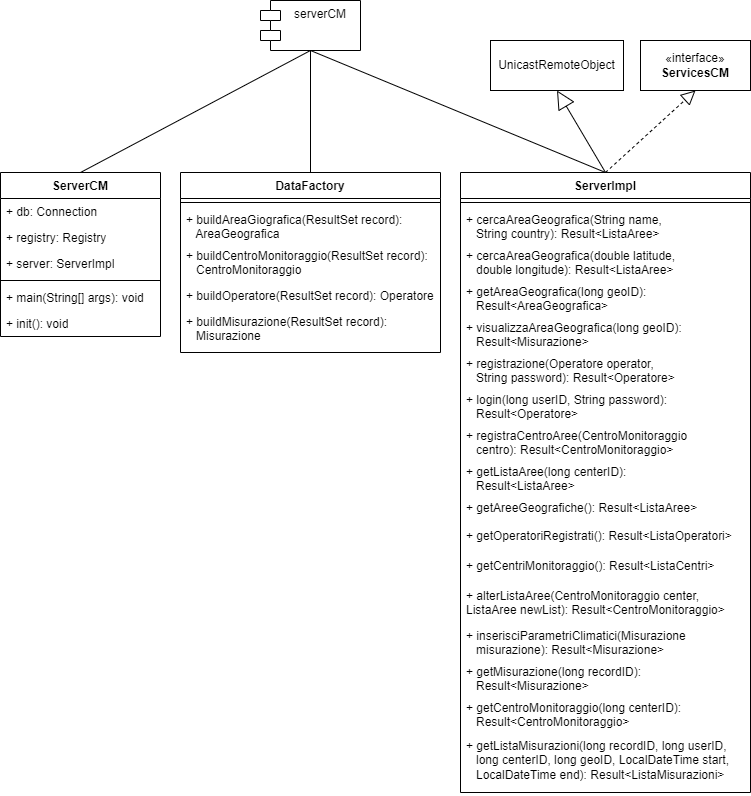 serverCM
UnicastRemoteObject
«interface»
ServicesCM
ServerCM
+ db: Connection
+ registry: Registry
+ server: ServerImpl
+ main(String[] args): void
+ init(): void
DataFactory
+ buildAreaGiografica(ResultSet record):
AreaGeografica
+ buildCentroMonitoraggio(ResultSet record):
CentroMonitoraggio
+ buildOperatore(ResultSet record): Operatore
+ buildMisurazione(ResultSet record):
Misurazione
ServerImpl
+ cercaAreaGeografica(String name,
String country): Result<ListaAree>
+ cercaAreaGeografica(double latitude,
double longitude): Result<ListaAree>
+ getAreaGeografica(long geoID):
Result<AreaGeografica>
+ visualizzaAreaGeografica(long geoID):
Result<Misurazione>
+ registrazione(Operatore operator,
String password): Result<Operatore>
+ login(long userID, String password):
Result<Operatore>
+ registraCentroAree(CentroMonitoraggio
centro): Result<CentroMonitoraggio>
+ getListaAree(long centerID):
Result<ListaAree>
+ getAreeGeografiche(): Result<ListaAree>
+ getOperatoriRegistrati(): Result<ListaOperatori>
+ getCentriMonitoraggio(): Result<ListaCentri>
+ alterListaAree(CentroMonitoraggio center,
ListaAree newList): Result<CentroMonitoraggio>
+ inserisciParametriClimatici(Misurazione
misurazione): Result<Misurazione>
+ getMisurazione(long recordID):
Result<Misurazione>
+ getCentroMonitoraggio(long centerID):
Result<CentroMonitoraggio>
+ getListaMisurazioni(long recordID, long userID,
long centerID, long geoID, LocalDateTime start,
LocalDateTime end): Result<ListaMisurazioni>